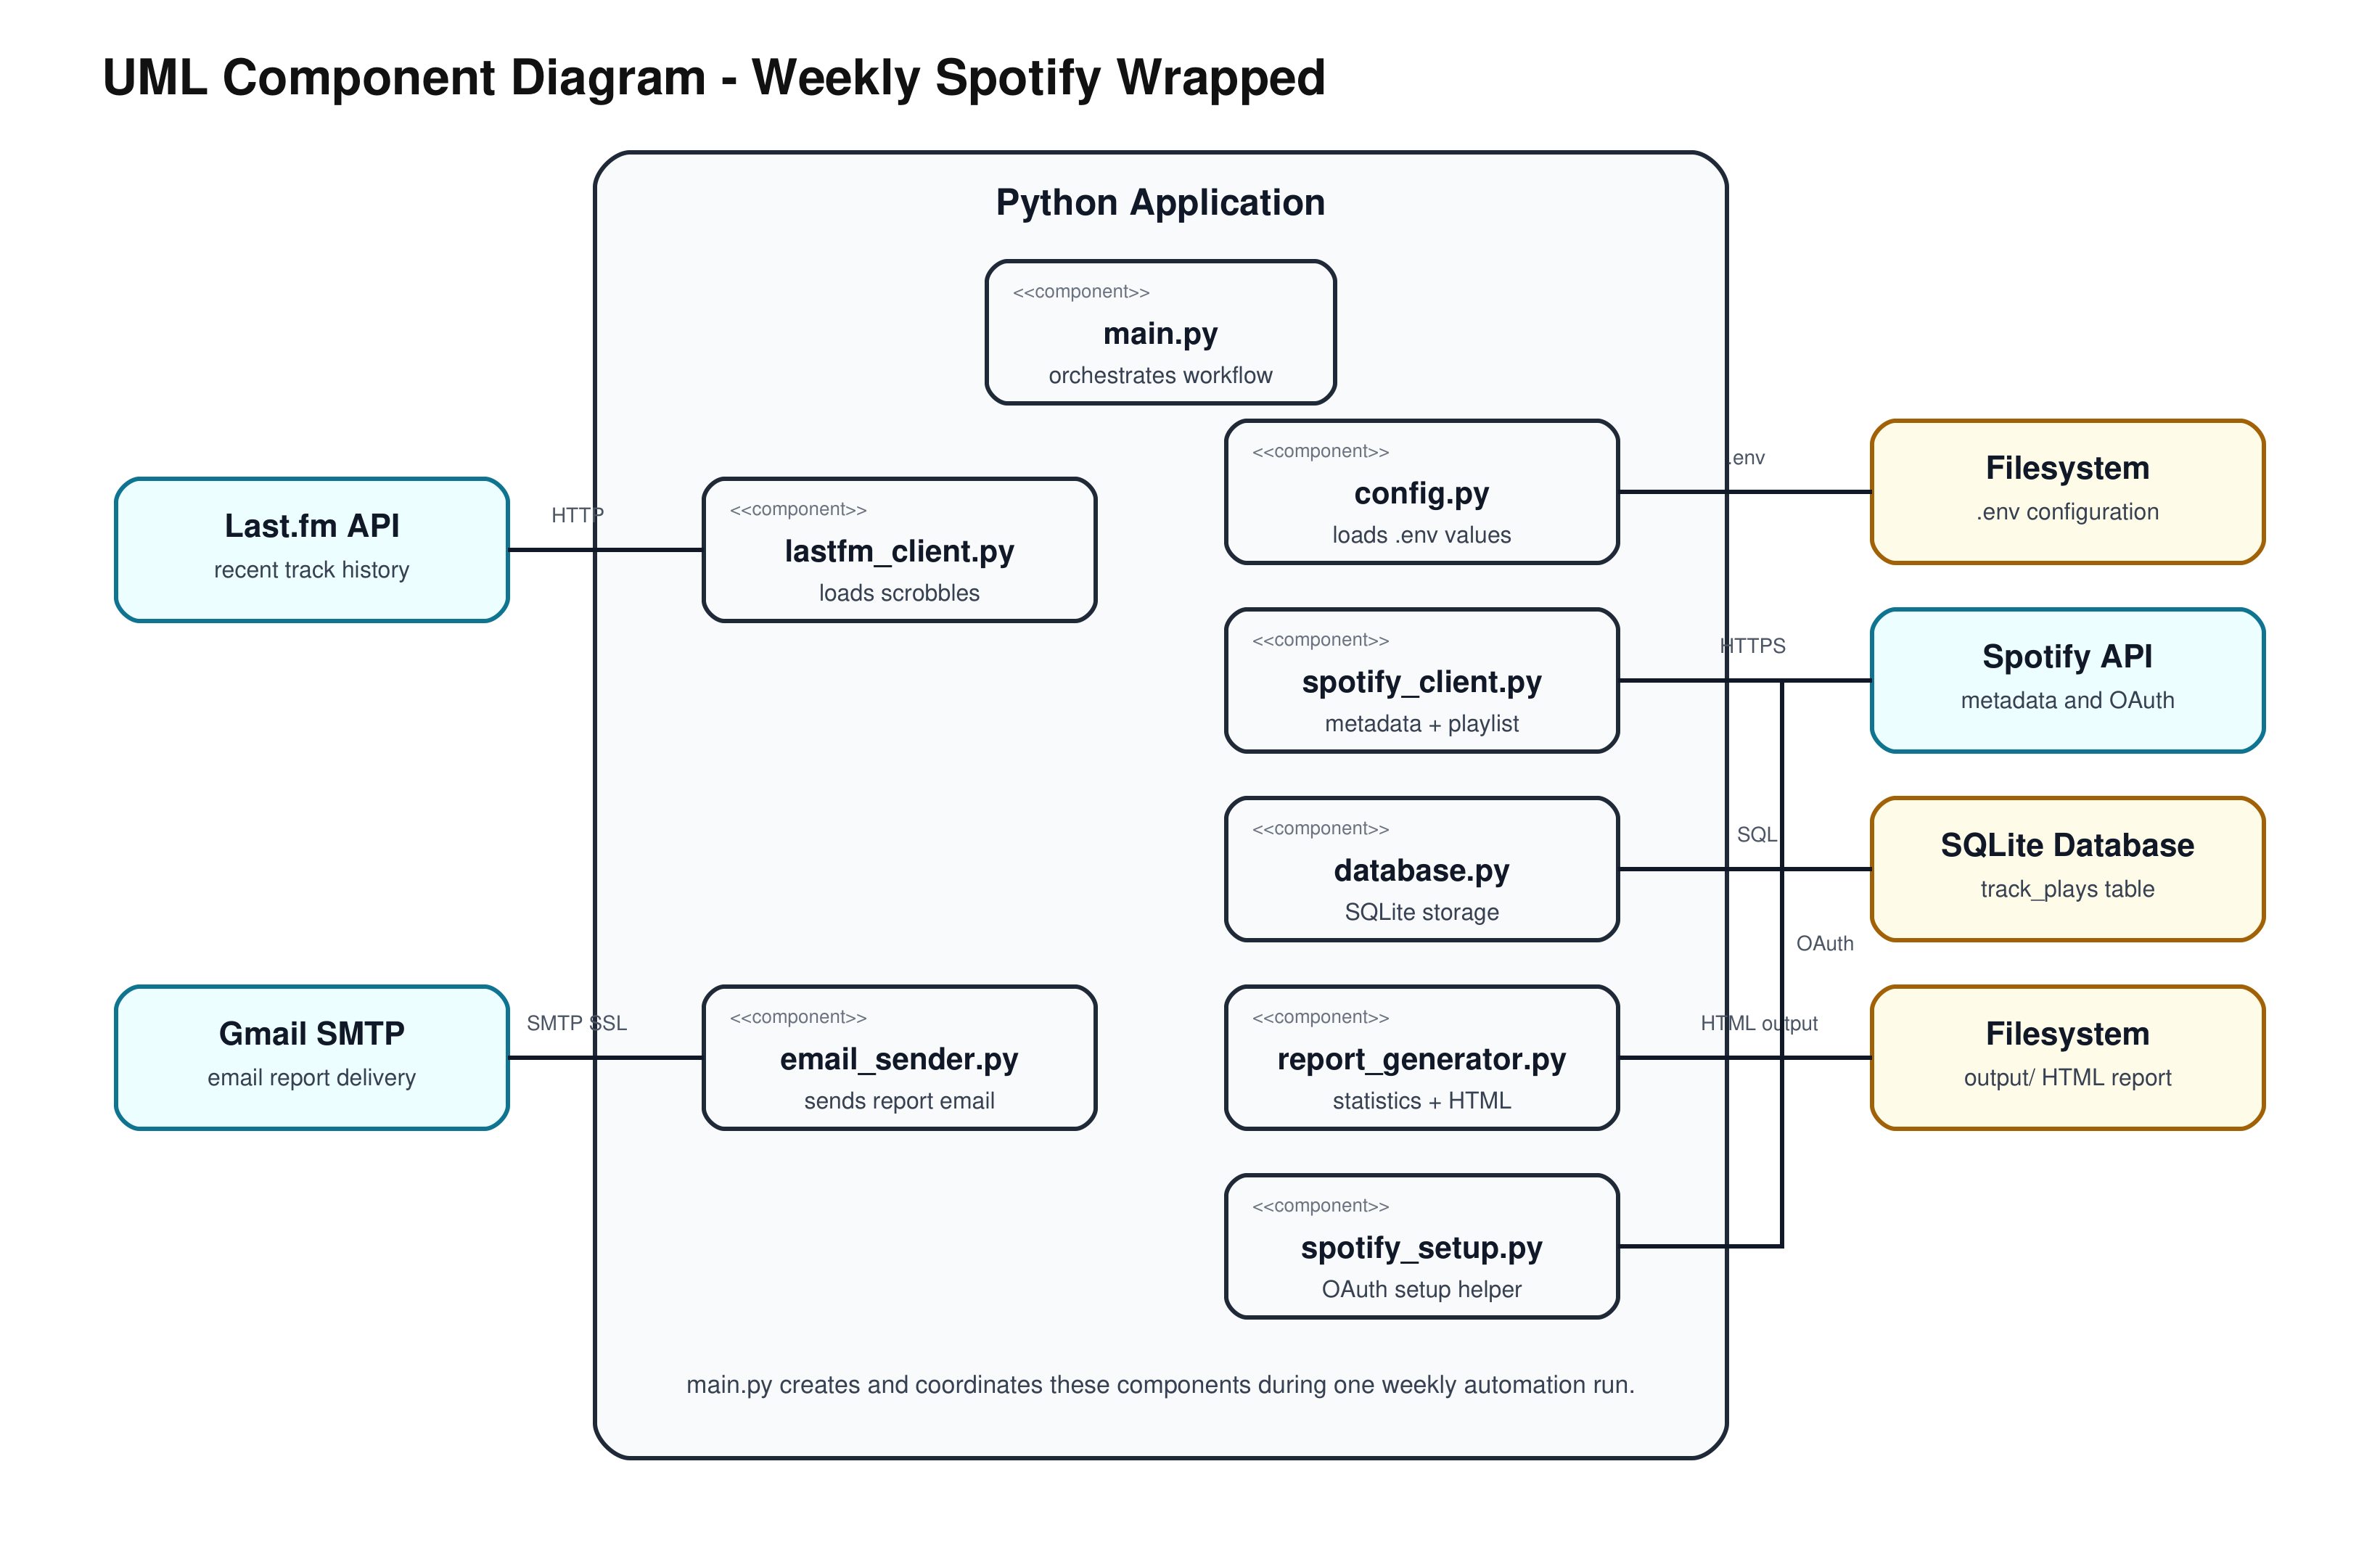 UML Component Diagram - Weekly Spotify Wrapped
Python Application
<<component>>
main.py
orchestrates workflow
<<component>>
config.py
loads .env values
.env
Filesystem
.env configuration
Last.fm API
recent track history
HTTP
<<component>>
lastfm_client.py
loads scrobbles
<<component>>
spotify_client.py
metadata + playlist
HTTPS
Spotify API
metadata and OAuth
<<component>>
database.py
SQLite storage
SQL
SQLite Database
track_plays table
OAuth
Gmail SMTP
email report delivery
SMTP SSL
<<component>>
email_sender.py
sends report email
<<component>>
report_generator.py
statistics + HTML
HTML output
Filesystem
output/ HTML report
<<component>>
spotify_setup.py
OAuth setup helper
main.py creates and coordinates these components during one weekly automation run.